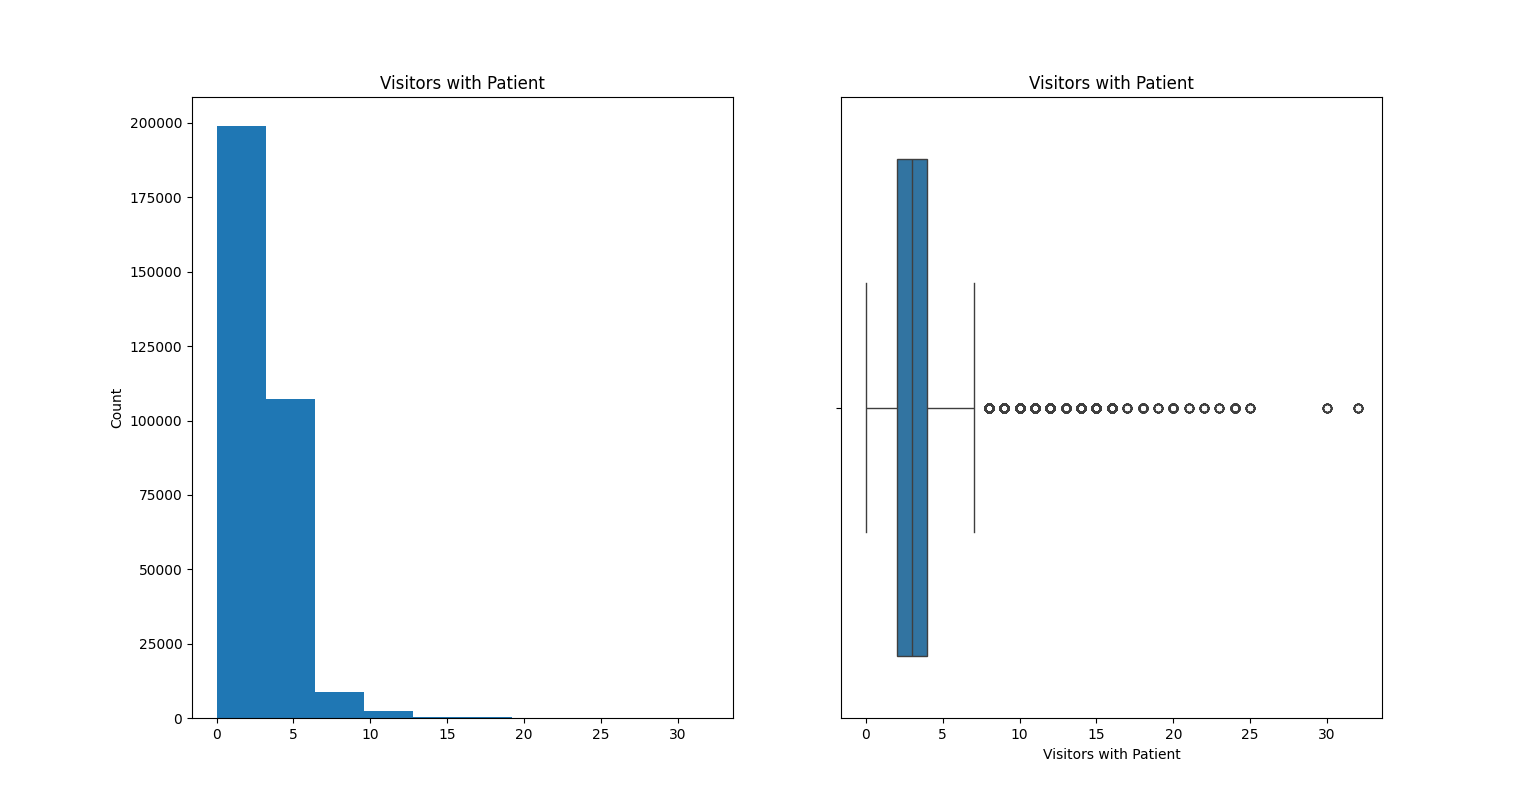 Visitors with Patient
200000
175000
150000
125000
100000
75000
50000
25000
0
Count
0 5 10 15 20 25 30
Visitors with Patient
0 5 10 15 20 25 30
Visitors with Patient